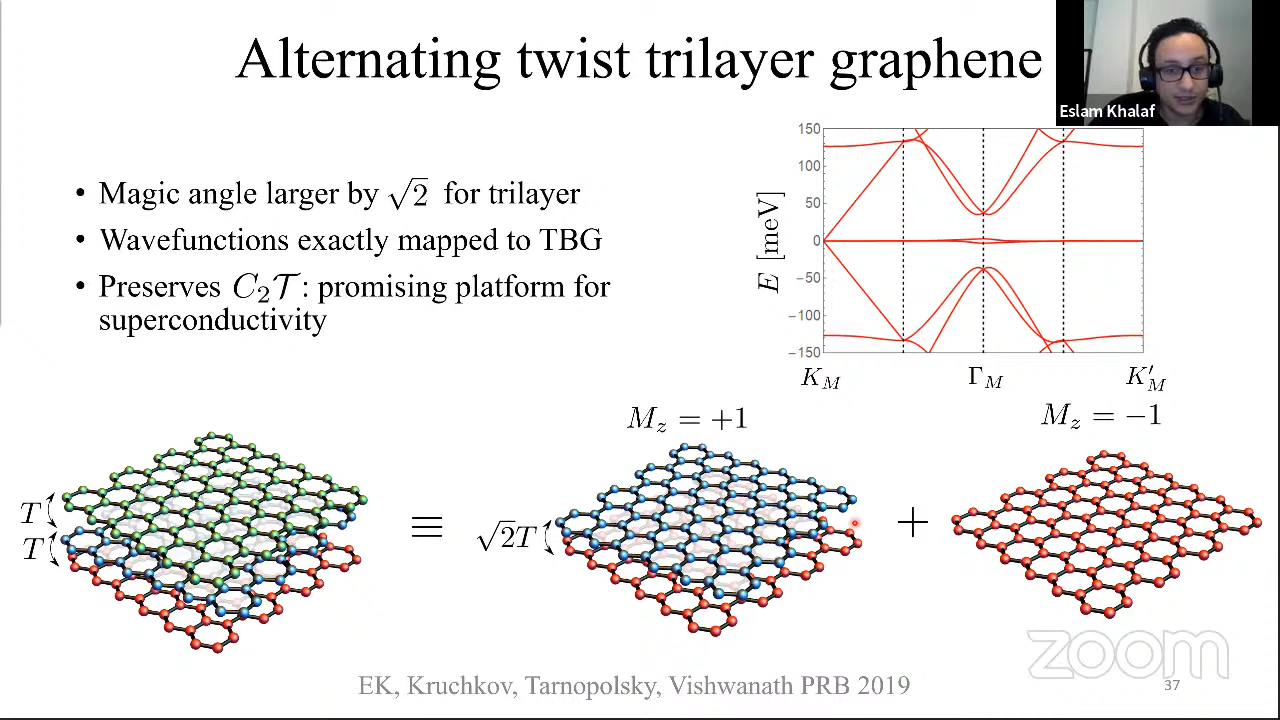 Alternating twist trilayer graphene
Eslam Khalaf
• Magic angle larger by √2 for trilayer
• Wavefunctions exactly mapped to TBG
• Preserves C₂𝒯: promising platform for
superconductivity
E [meV]
150
100
50
0
−50
−100
−150
K_M
Γ_M
K′_M
M_z = +1
M_z = −1
T
T
≡
√2T
+
zoom
EK, Kruchkov, Tarnopolsky, Vishwanath PRB 2019
37